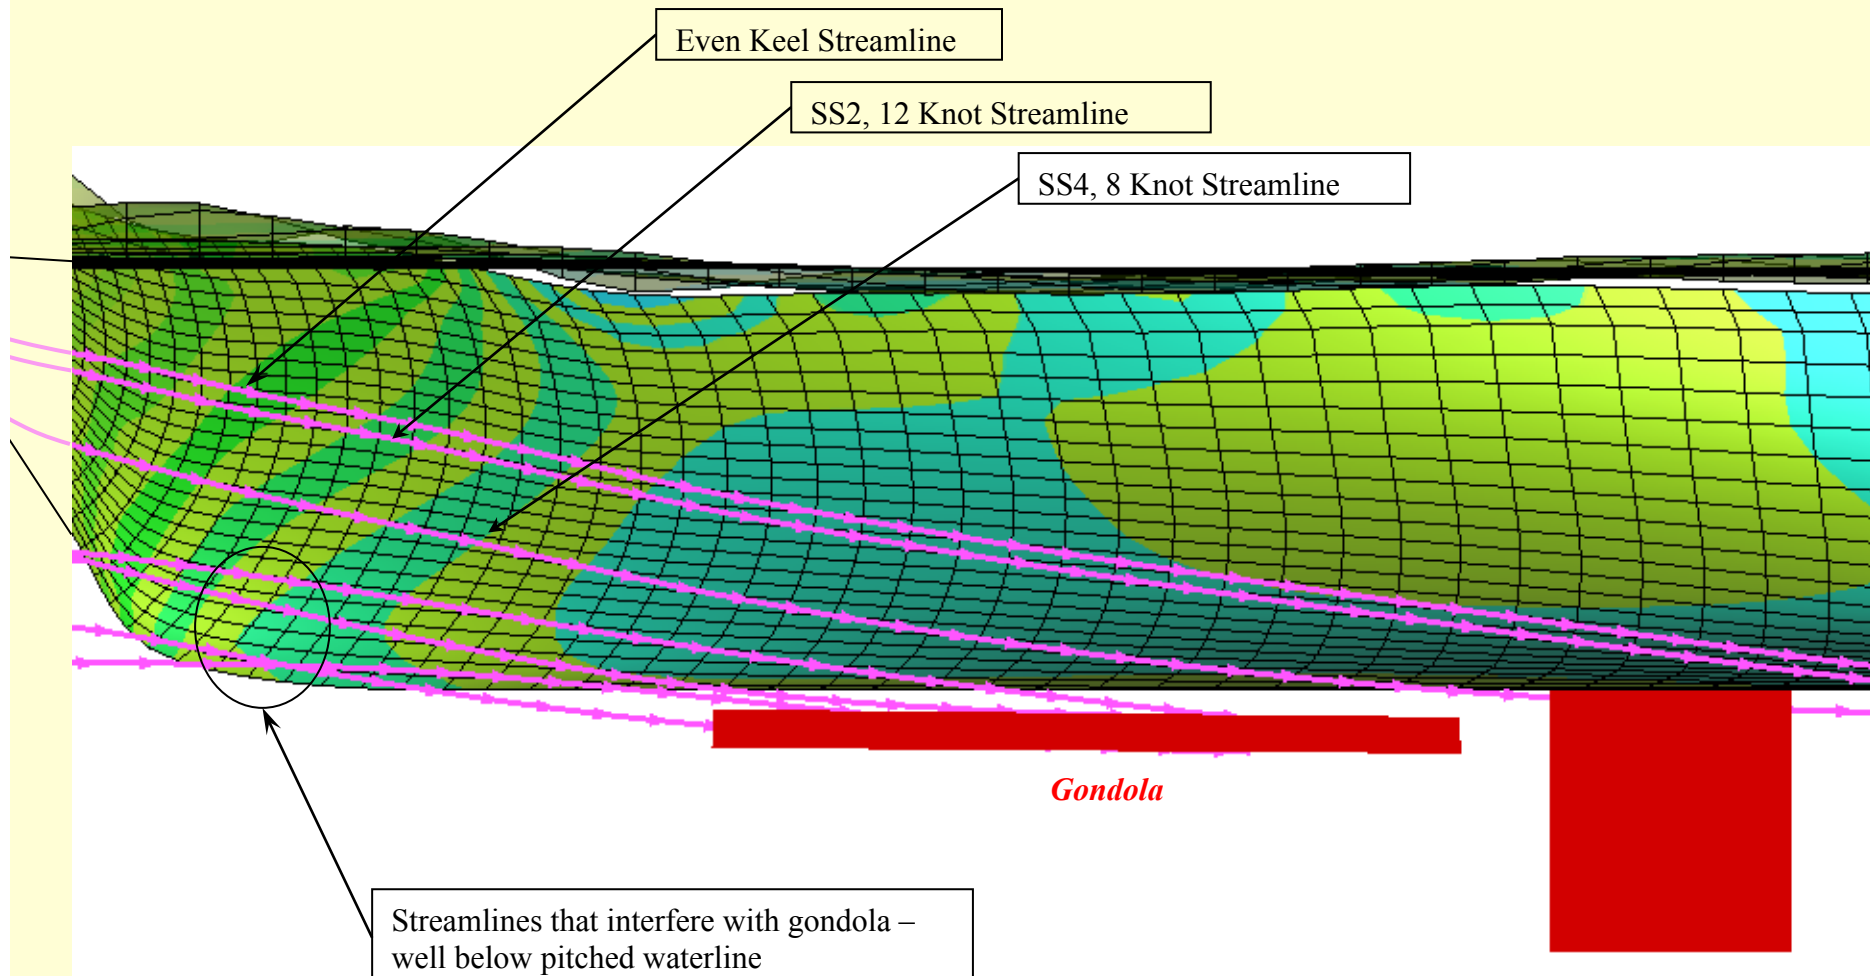 Even Keel Streamline
SS2, 12 Knot Streamline
SS4, 8 Knot Streamline
Gondola
Streamlines that interfere with gondola –
well below pitched waterline